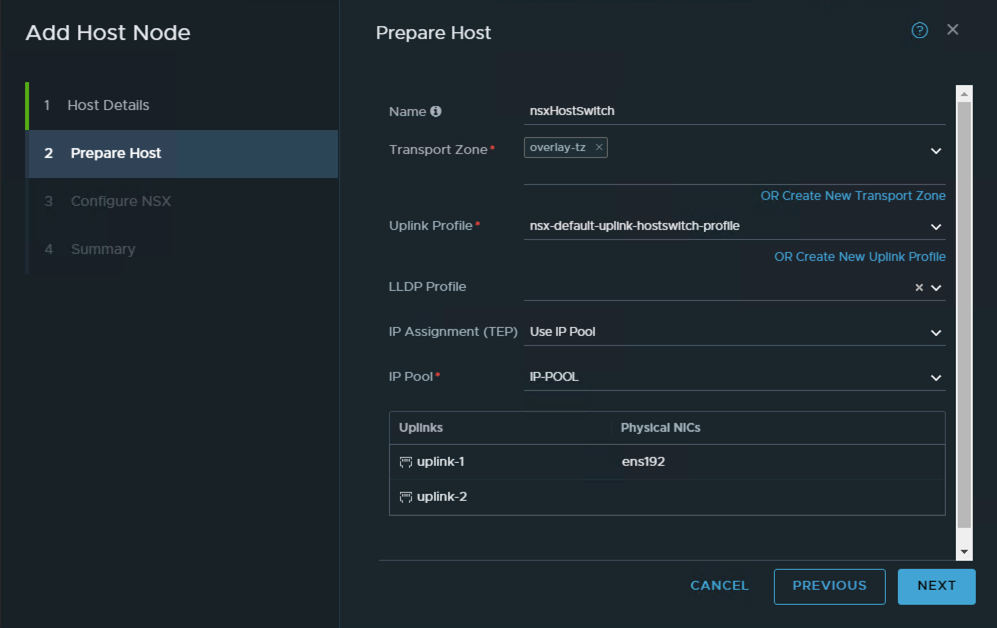 Add Host Node
1 Host Details
2 Prepare Host
3 Configure NSX
4 Summary
Prepare Host
Name
nsxHostSwitch
Transport Zone*
overlay-tz ×
OR Create New Transport Zone
Uplink Profile*
nsx-default-uplink-hostswitch-profile
OR Create New Uplink Profile
LLDP Profile
IP Assignment (TEP)
Use IP Pool
IP Pool*
IP-POOL
Uplinks Physical NICs
uplink-1 ens192
uplink-2
CANCEL PREVIOUS NEXT